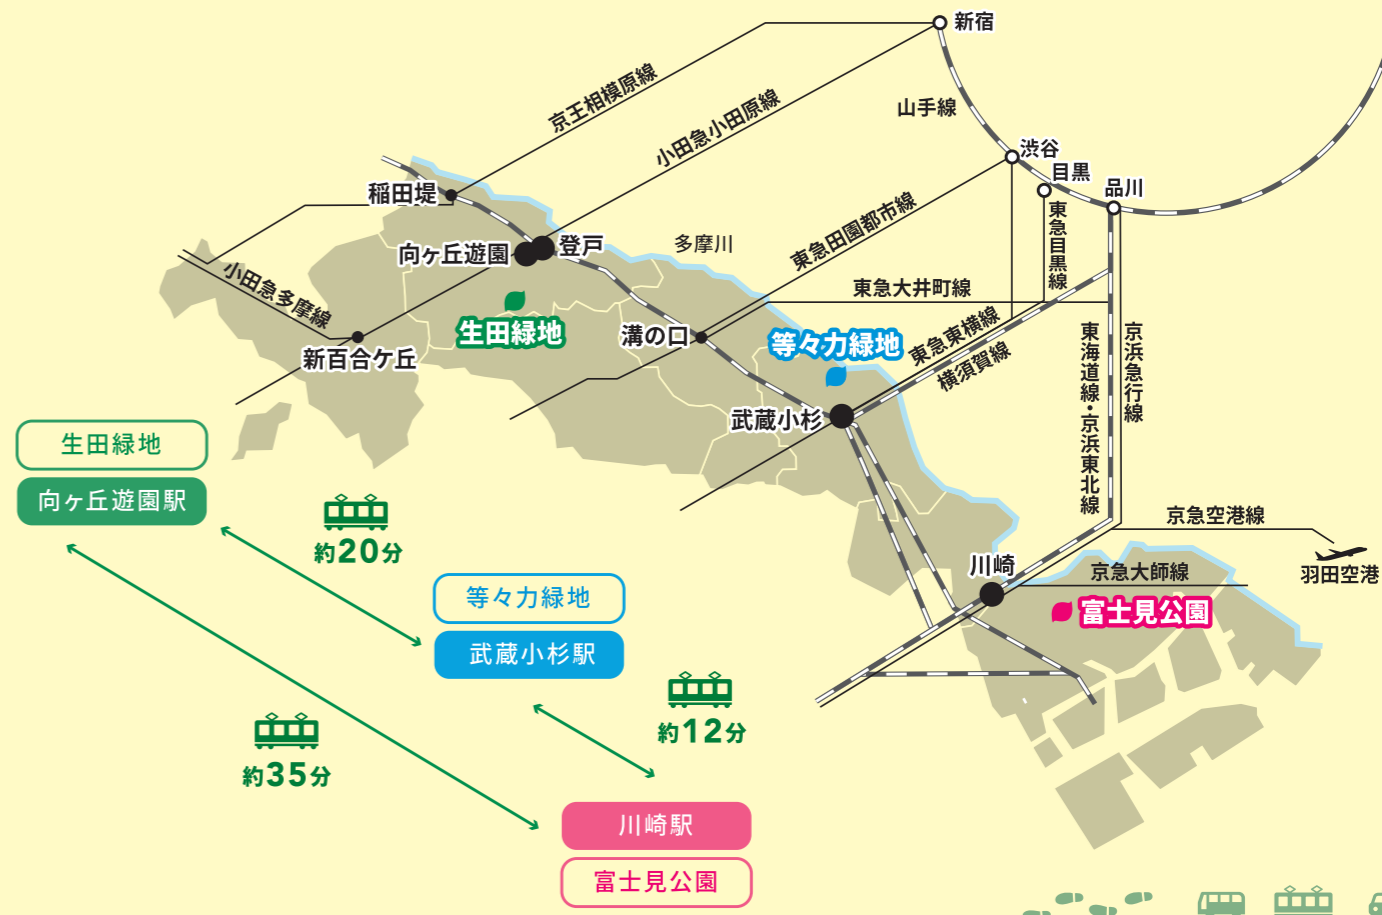 新宿
京王相模原線
小田急小田原線
山手線
渋谷
目黒
品川
稲田堤
東急田園都市線
東急目黒線
向ヶ丘遊園
登戸
多摩川
小田急多摩線
東急大井町線
生田緑地
溝の口
等々力緑地
東急東横線
横須賀線
東海道線・京浜東北線
京浜急行線
新百合ケ丘
武蔵小杉
京急空港線
羽田空港
川崎
京急大師線
富士見公園
生田緑地
向ヶ丘遊園駅
約20分
等々力緑地
武蔵小杉駅
約12分
約35分
川崎駅
富士見公園